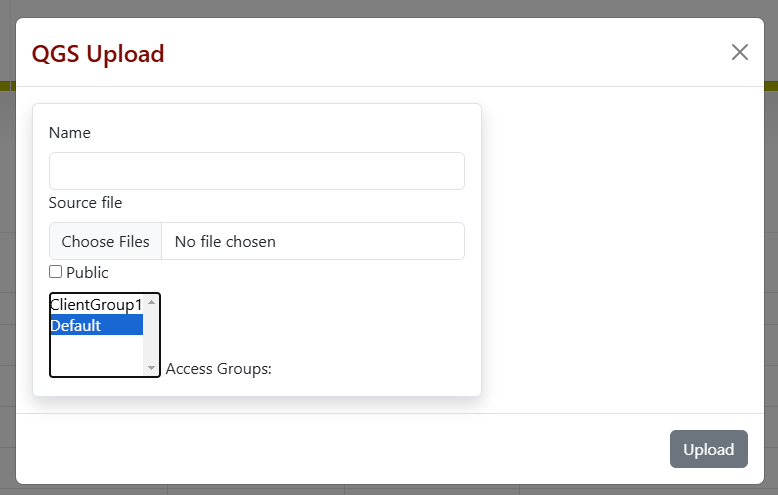 QGS Upload
Name
Source file
Choose Files No file chosen
Public
ClientGroup1
Default
Access Groups:
Upload